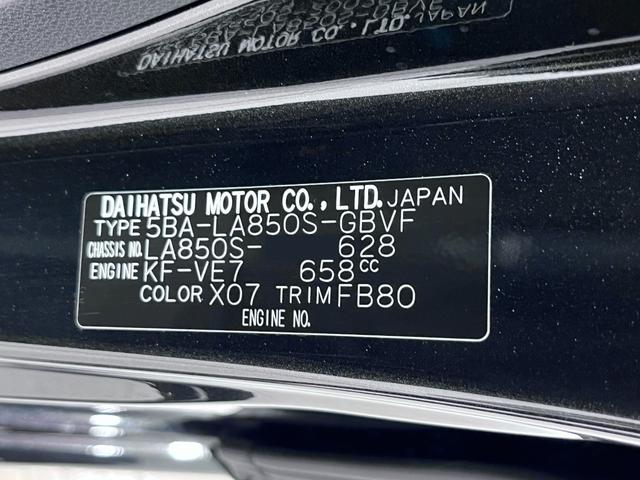 DAIHATSU MOTOR CO., LTD. JAPAN
TYPE 5BA-LA850S-GBVF
CHASSIS NO. LA850S- 628
ENGINE KF-VE7 658cc
COLOR X07 TRIM FB80
ENGINE NO.